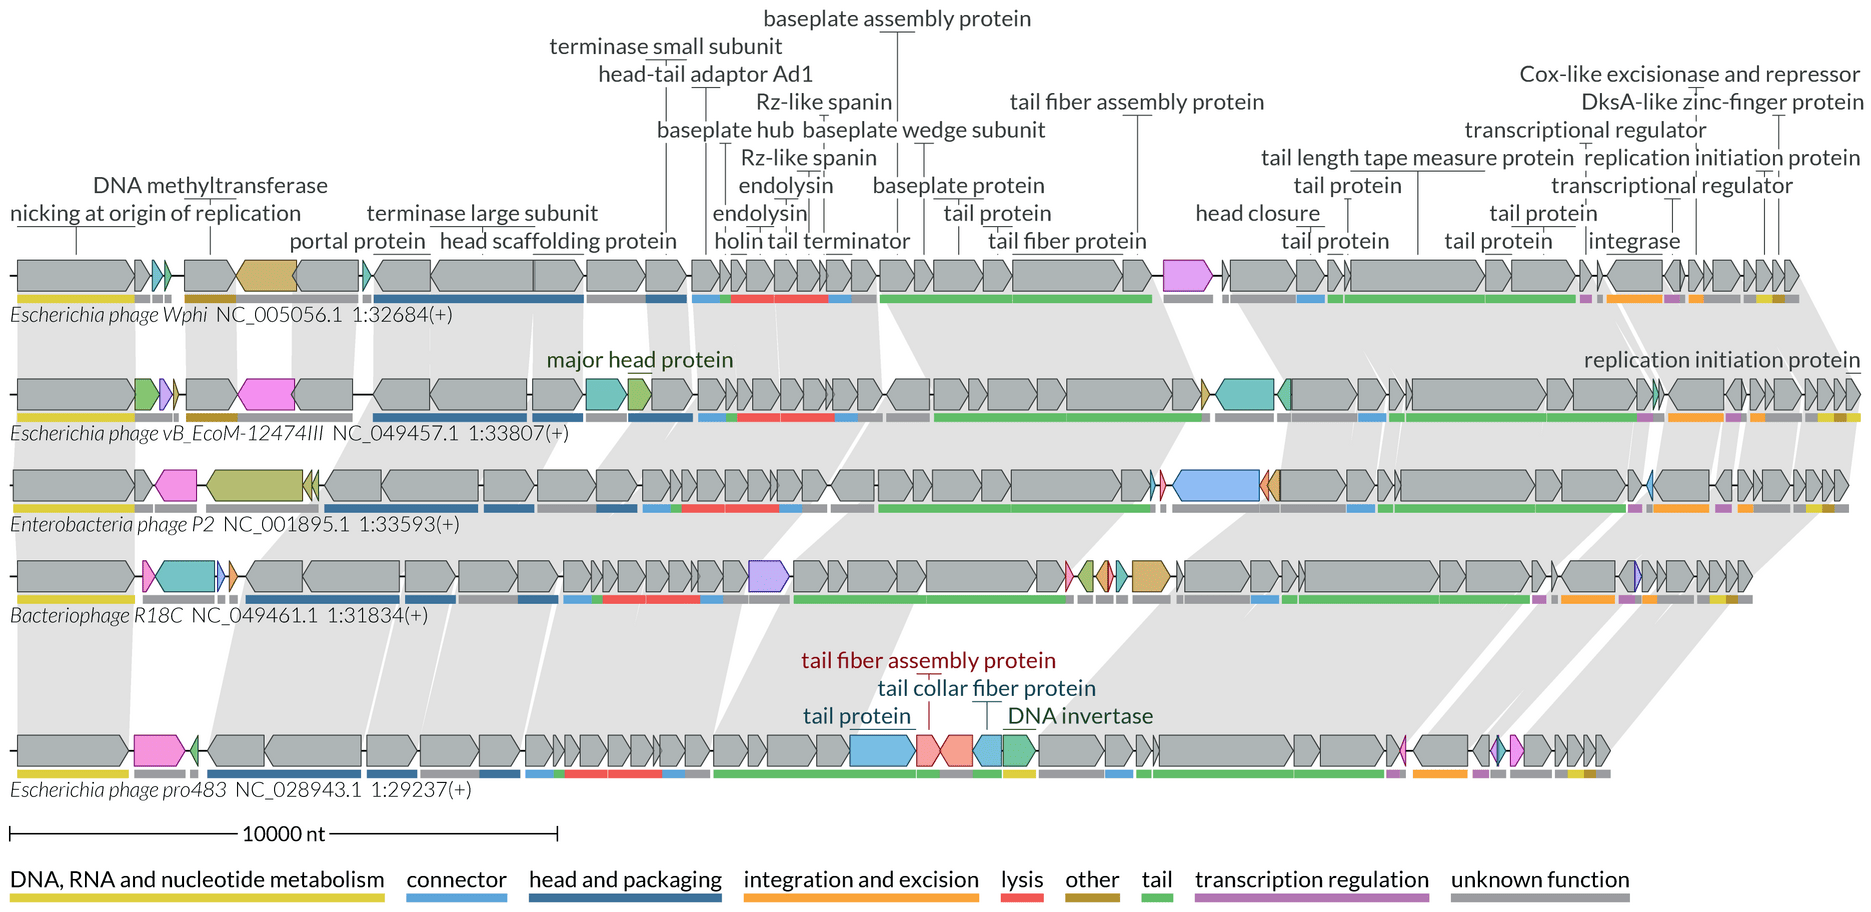 baseplate assembly protein
terminase small subunit
head-tail adaptor Ad1
Cox-like excisionase and repressor
Rz-like spanin
tail fiber assembly protein
DksA-like zinc-finger protein
baseplate hub
baseplate wedge subunit
transcriptional regulator
Rz-like spanin
tail length tape measure protein
replication initiation protein
DNA methyltransferase
endolysin
baseplate protein
tail protein
transcriptional regulator
nicking at origin of replication
terminase large subunit
endolysin
tail protein
head closure
tail protein
portal protein
head scaffolding protein
holin
tail terminator
tail fiber protein
tail protein
tail protein
integrase
Escherichia phage Wphi NC_005056.1 1:32684(+)
major head protein
replication initiation protein
Escherichia phage vB_EcoM-12474III NC_049457.1 1:33807(+)
Enterobacteria phage P2 NC_001895.1 1:33593(+)
Bacteriophage R18C NC_049461.1 1:31834(+)
tail fiber assembly protein
tail collar fiber protein
tail protein
DNA invertase
Escherichia phage pro483 NC_028943.1 1:29237(+)
10000 nt
DNA, RNA and nucleotide metabolism
connector
head and packaging
integration and excision
lysis
other
tail
transcription regulation
unknown function